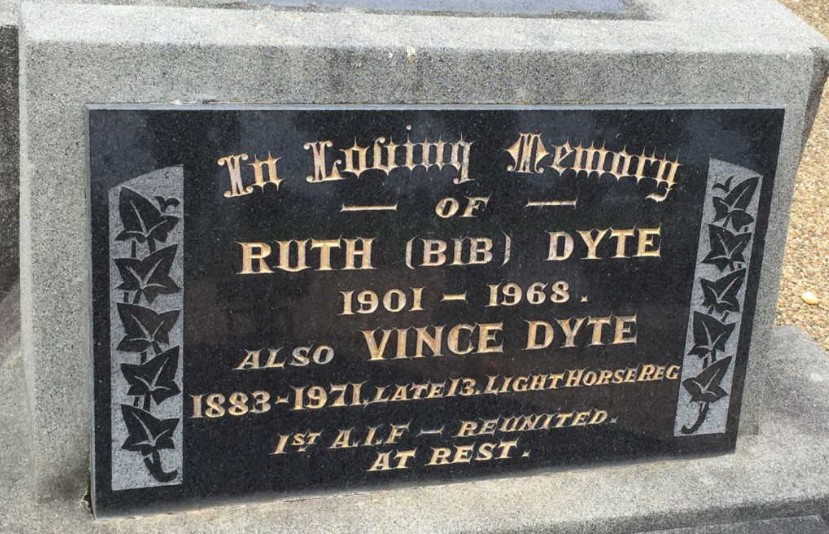 In Loving Memory
— OF —
RUTH (BIB) DYTE
1901 - 1968.
ALSO VINCE DYTE
1883-1971, LATE 13. LIGHT HORSE REG
1ST A.I.F - REUNITED.
AT REST.